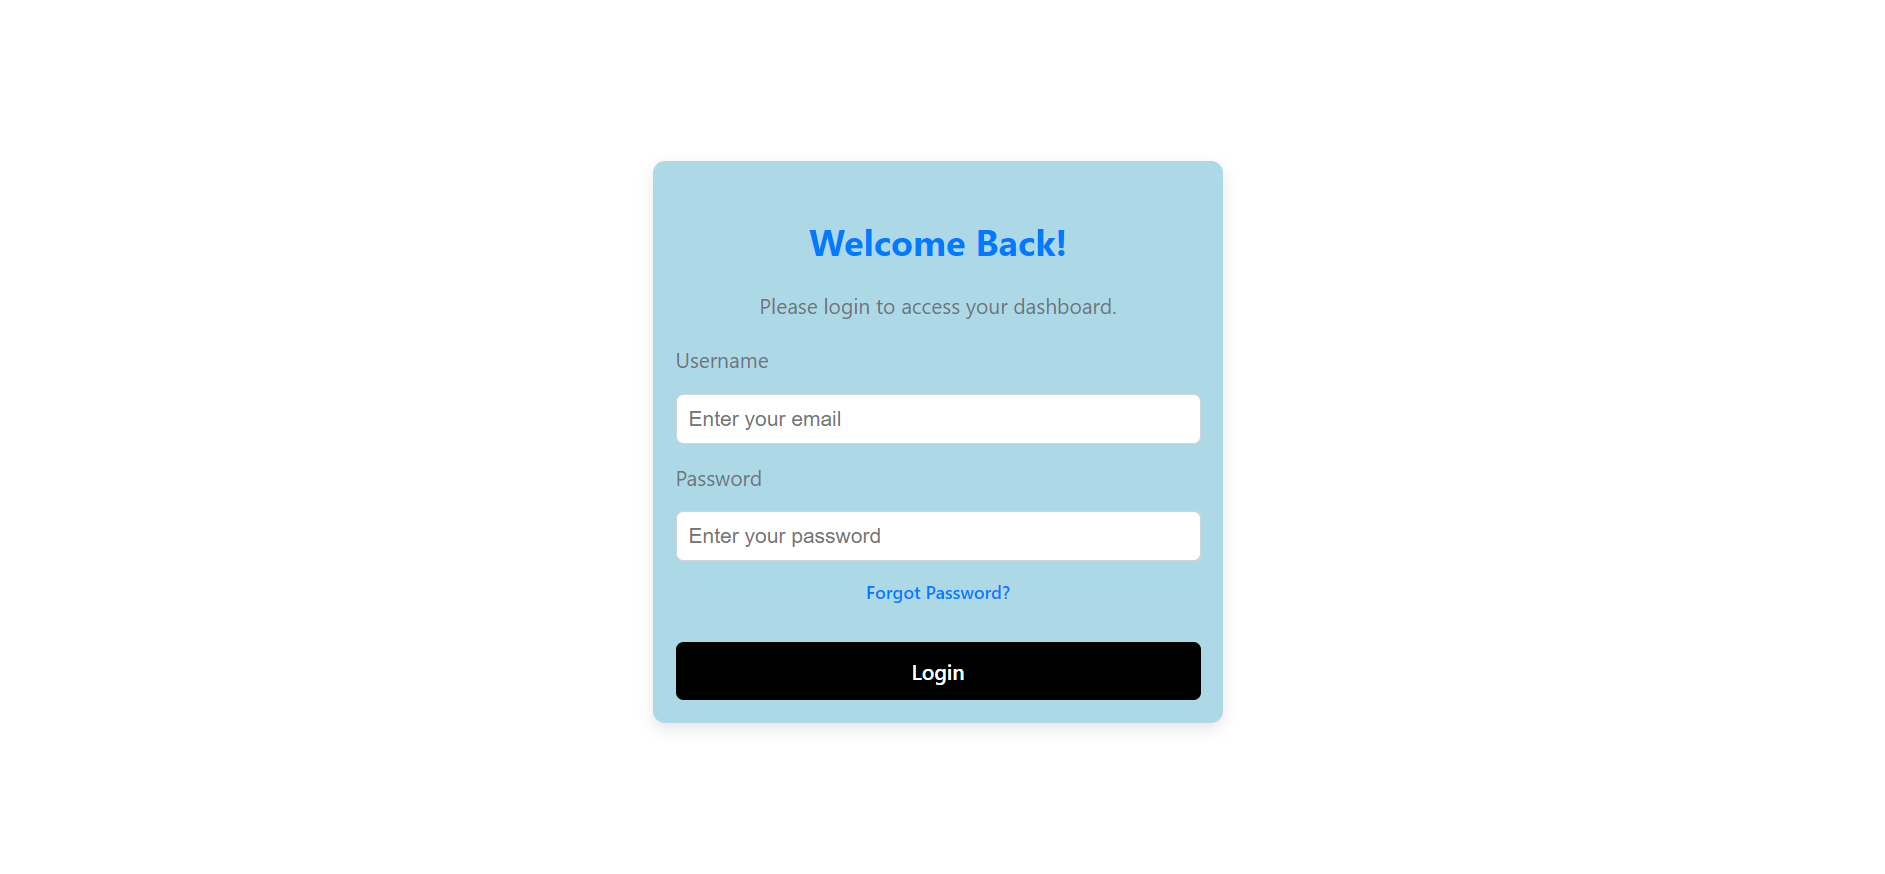 Welcome Back!
Please login to access your dashboard.
Username
Enter your email
Password
Enter your password
Forgot Password?
Login